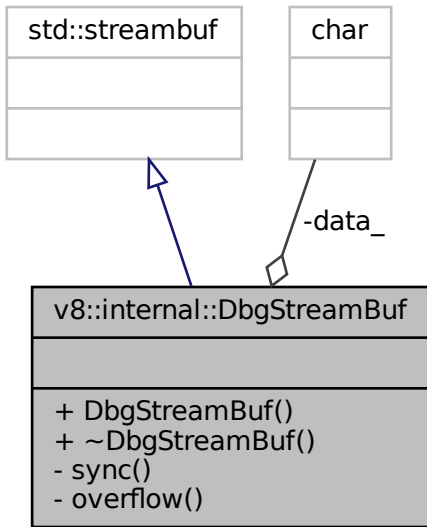 std::streambuf
char
-data_
v8::internal::DbgStreamBuf
+ DbgStreamBuf()
+ ~DbgStreamBuf()
- sync()
- overflow()